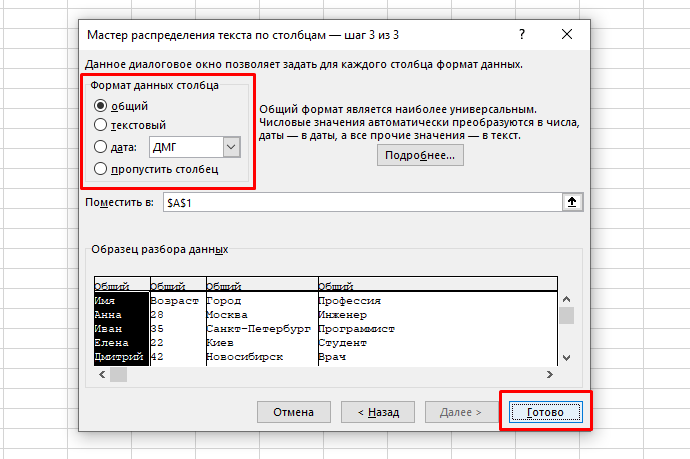 Мастер распределения текста по столбцам — шаг 3 из 3
?
Данное диалоговое окно позволяет задать для каждого столбца формат данных.
Формат данных столбца
общий
текстовый
дата: ДМГ
пропустить столбец
Общий формат является наиболее универсальным.
Числовые значения автоматически преобразуются в числа,
даты — в даты, а все прочие значения — в текст.
Подробнее...
Поместить в: $A$1
Образец разбора данных
Общий Общий Общий Общий
Имя Возраст Город Профессия
Анна 28 Москва Инженер
Иван 35 Санкт-Петербург Программист
Елена 22 Киев Студент
Дмитрий 42 Новосибирск Врач
Отмена < Назад Далее > Готово